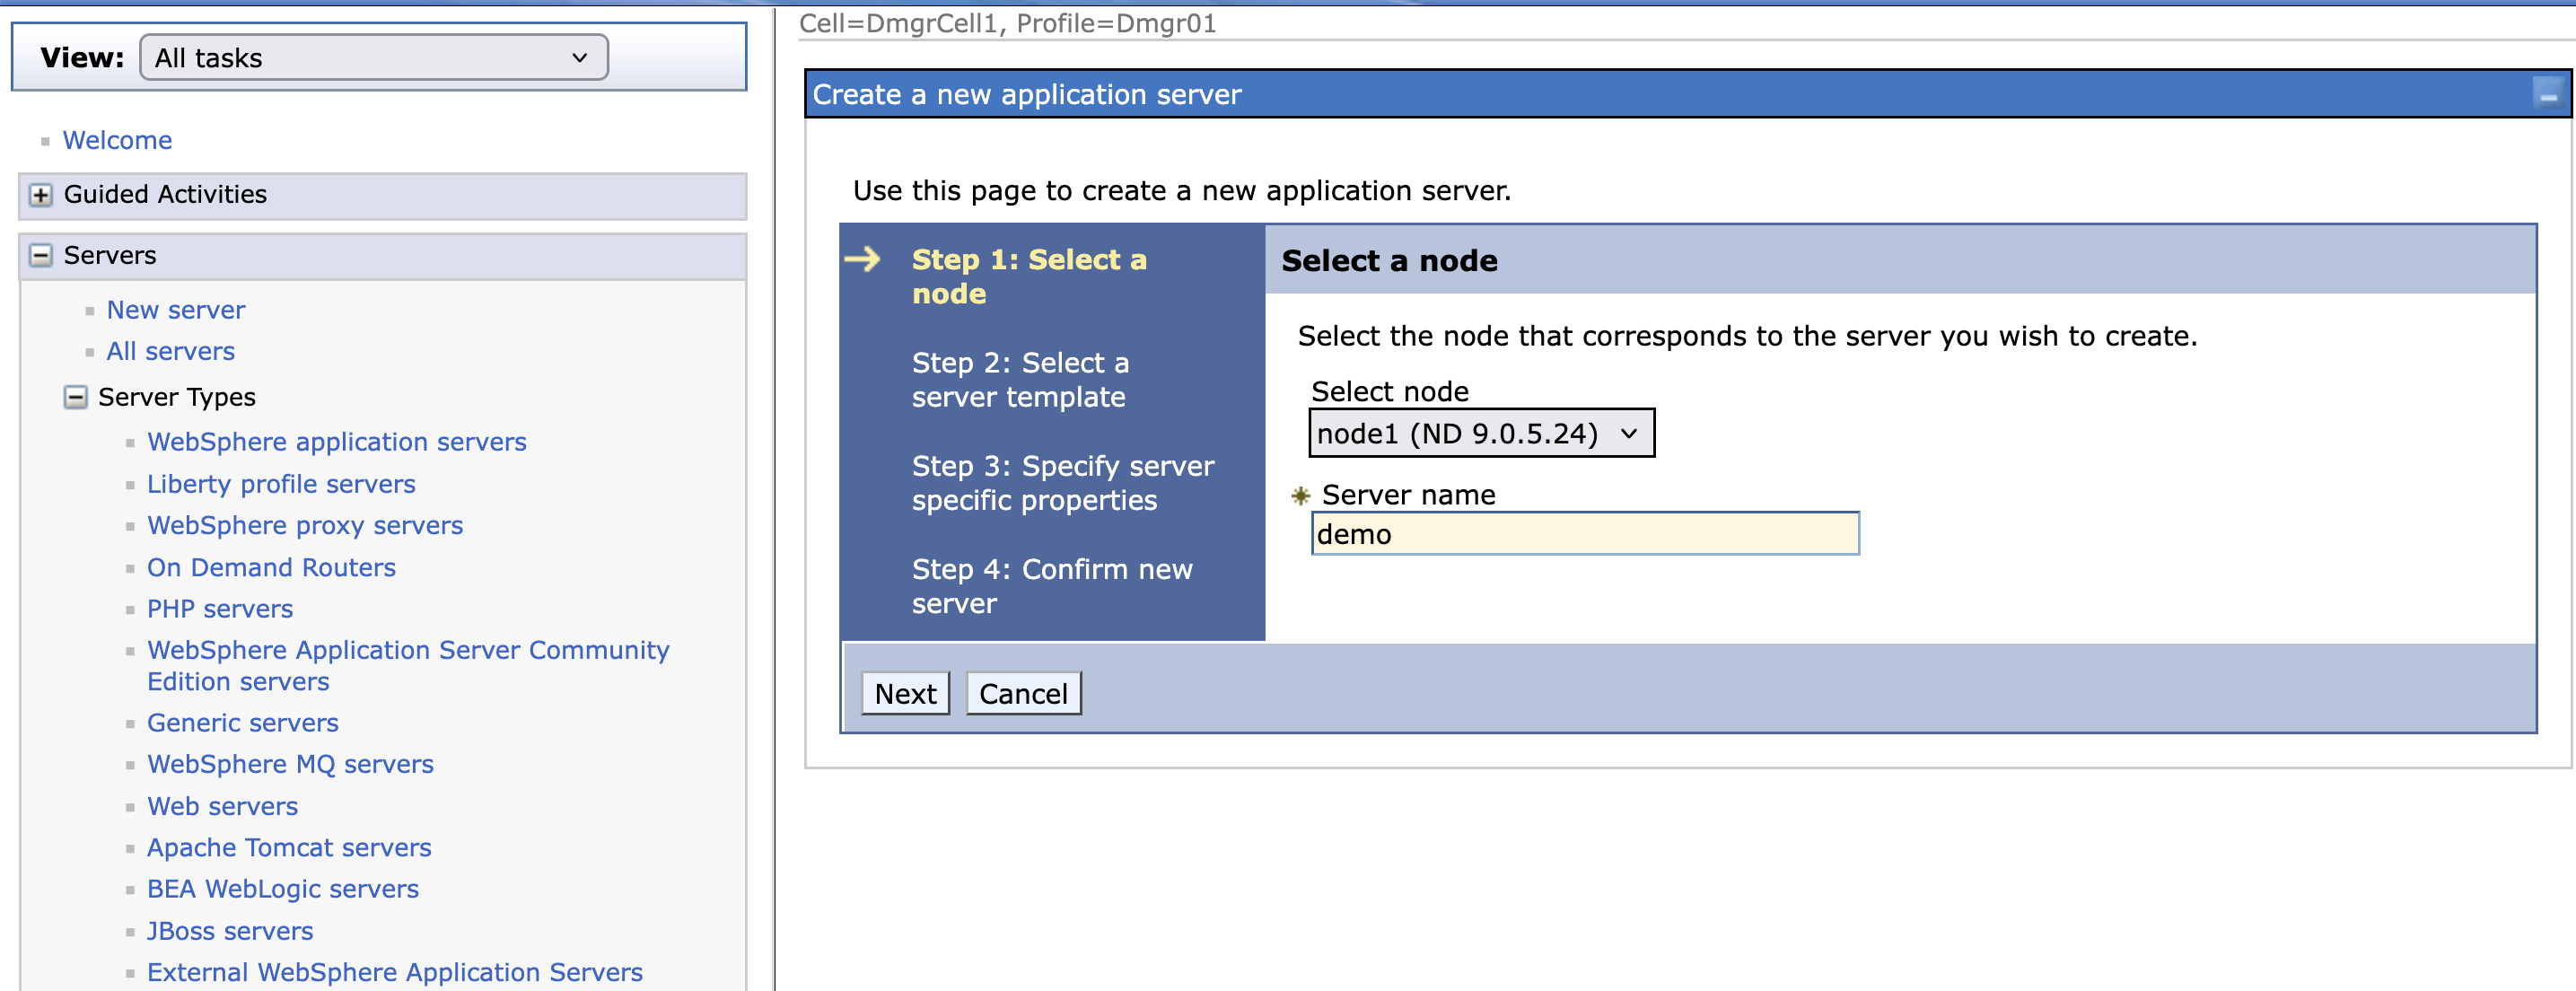 Cell=DmgrCell1, Profile=Dmgr01
View: All tasks
Welcome
Guided Activities
Servers
New server
All servers
Server Types
WebSphere application servers
Liberty profile servers
WebSphere proxy servers
On Demand Routers
PHP servers
WebSphere Application Server Community
Edition servers
Generic servers
WebSphere MQ servers
Web servers
Apache Tomcat servers
BEA WebLogic servers
JBoss servers
External WebSphere Application Servers
Create a new application server
Use this page to create a new application server.
Step 1: Select a
node
Step 2: Select a
server template
Step 3: Specify server
specific properties
Step 4: Confirm new
server
Select a node
Select the node that corresponds to the server you wish to create.
Select node
node1 (ND 9.0.5.24)
Server name
demo
Next Cancel